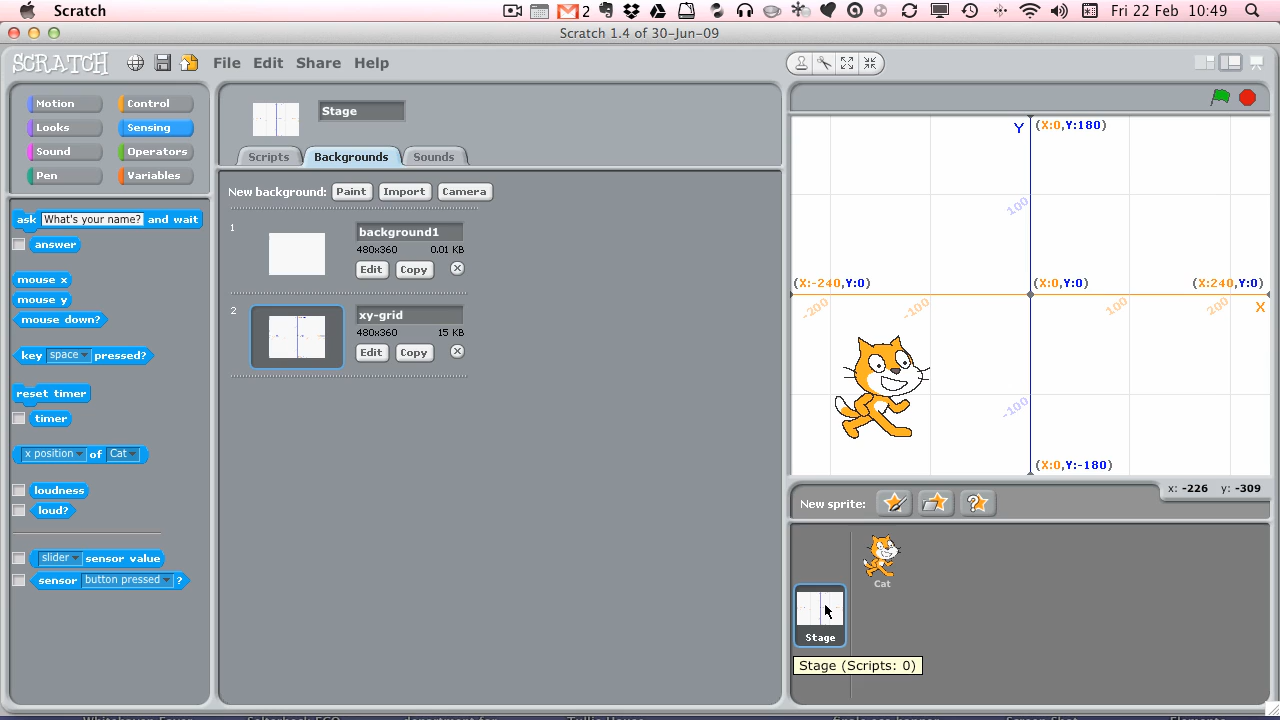 Scratch
2
Fri 22 Feb 10:49
Scratch 1.4 of 30-Jun-09
SCRATCH
File Edit Share Help
Motion Control
Looks Sensing
Sound Operators
Pen Variables
ask What's your name? and wait
answer
mouse x
mouse y
mouse down?
key space pressed?
reset timer
timer
x position of Cat
loudness
loud?
slider sensor value
sensor button pressed ?
Stage
Scripts Backgrounds Sounds
New background: Paint Import Camera
1
background1
480x360 0.01 KB
Edit Copy
2
xy-grid
480x360 15 KB
Edit Copy
Y (X:0,Y:180)
100
(X:-240,Y:0) (X:0,Y:0) (X:240,Y:0)
-200 -100 100 200 X
-100
(X:0,Y:-180)
x: -226 y: -309
New sprite:
Cat
Stage
Stage (Scripts: 0)